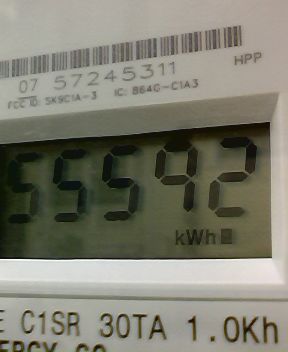 07 57245311
HPP
FCC ID: SK9C1A-3 IC: 864G-C1A3
55592
kWh
E C1SR 30TA 1.0Kh